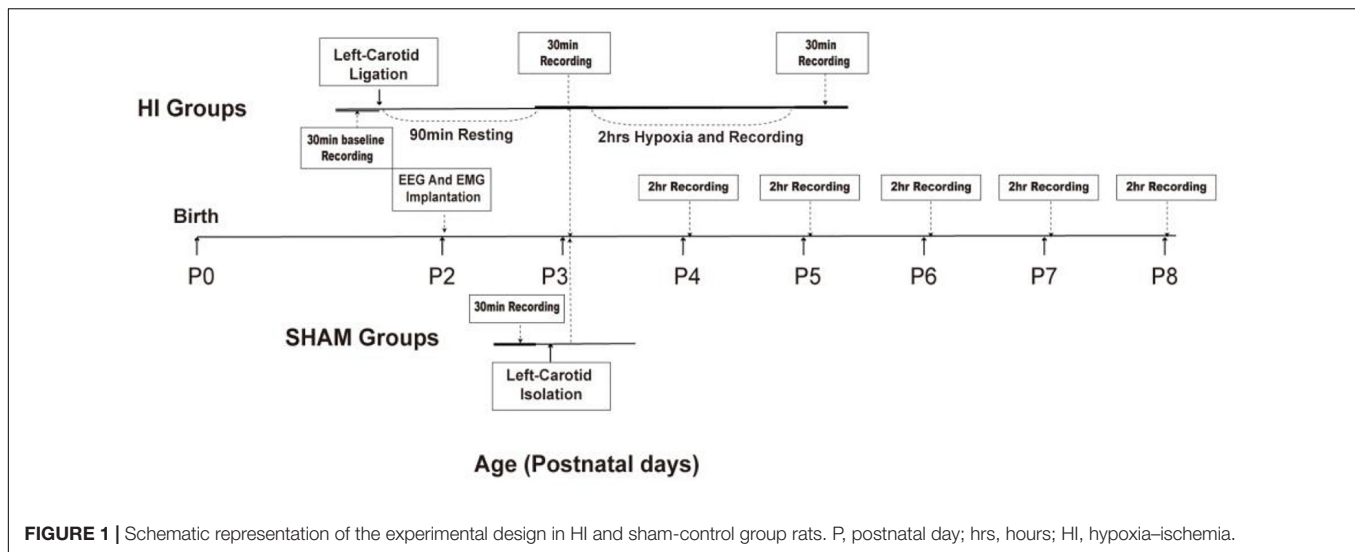 30min
Recording
30min
Recording
Left-Carotid
Ligation
HI Groups
90min Resting
2hrs Hypoxia and Recording
30min baseline
Recording
EEG And EMG
Implantation
2hr Recording
2hr Recording
2hr Recording
2hr Recording
2hr Recording
Birth
P0
P2
P3
P4
P5
P6
P7
P8
30min Recording
SHAM Groups
Left-Carotid
Isolation
Age (Postnatal days)
FIGURE 1 | Schematic representation of the experimental design in HI and sham-control group rats. P, postnatal day; hrs, hours; HI, hypoxia–ischemia.